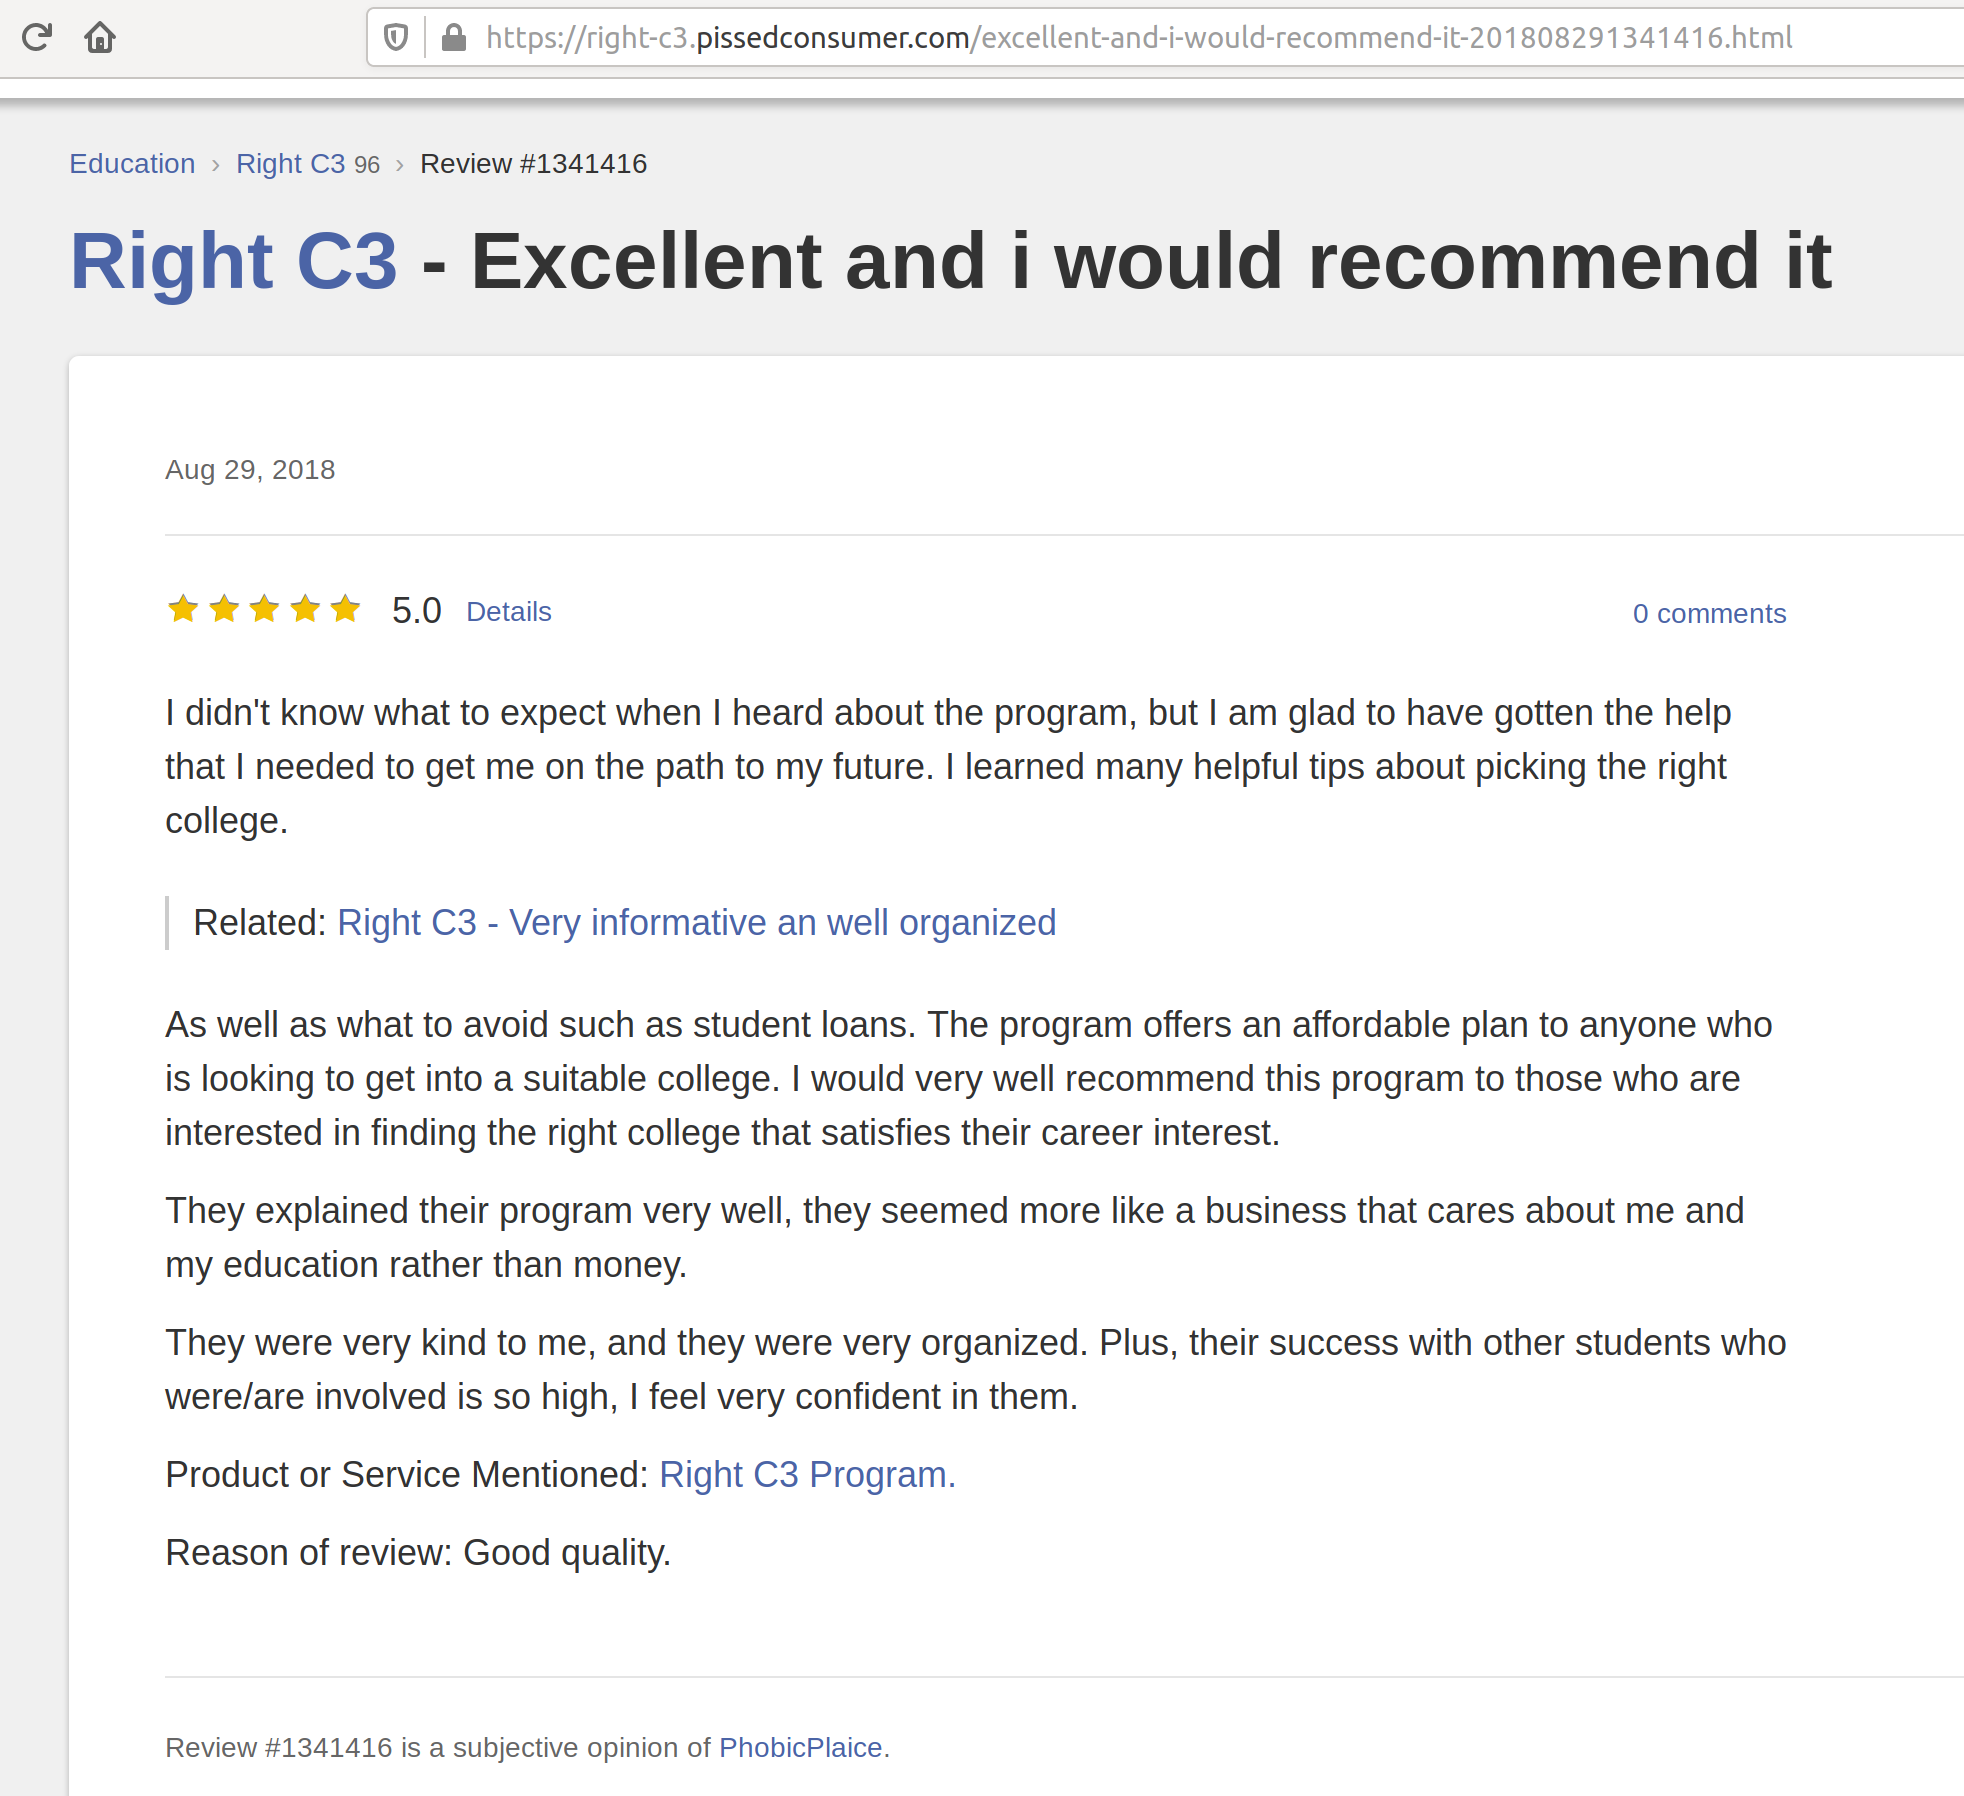 https://right-c3.pissedconsumer.com/excellent-and-i-would-recommend-it-201808291341416.html
Education › Right C3 96 › Review #1341416
Right C3 - Excellent and i would recommend it
Aug 29, 2018
5.0 Details
0 comments
I didn't know what to expect when I heard about the program, but I am glad to have gotten the help
that I needed to get me on the path to my future. I learned many helpful tips about picking the right
college.
Related: Right C3 - Very informative an well organized
As well as what to avoid such as student loans. The program offers an affordable plan to anyone who
is looking to get into a suitable college. I would very well recommend this program to those who are
interested in finding the right college that satisfies their career interest.
They explained their program very well, they seemed more like a business that cares about me and
my education rather than money.
They were very kind to me, and they were very organized. Plus, their success with other students who
were/are involved is so high, I feel very confident in them.
Product or Service Mentioned: Right C3 Program.
Reason of review: Good quality.
Review #1341416 is a subjective opinion of PhobicPlaice.